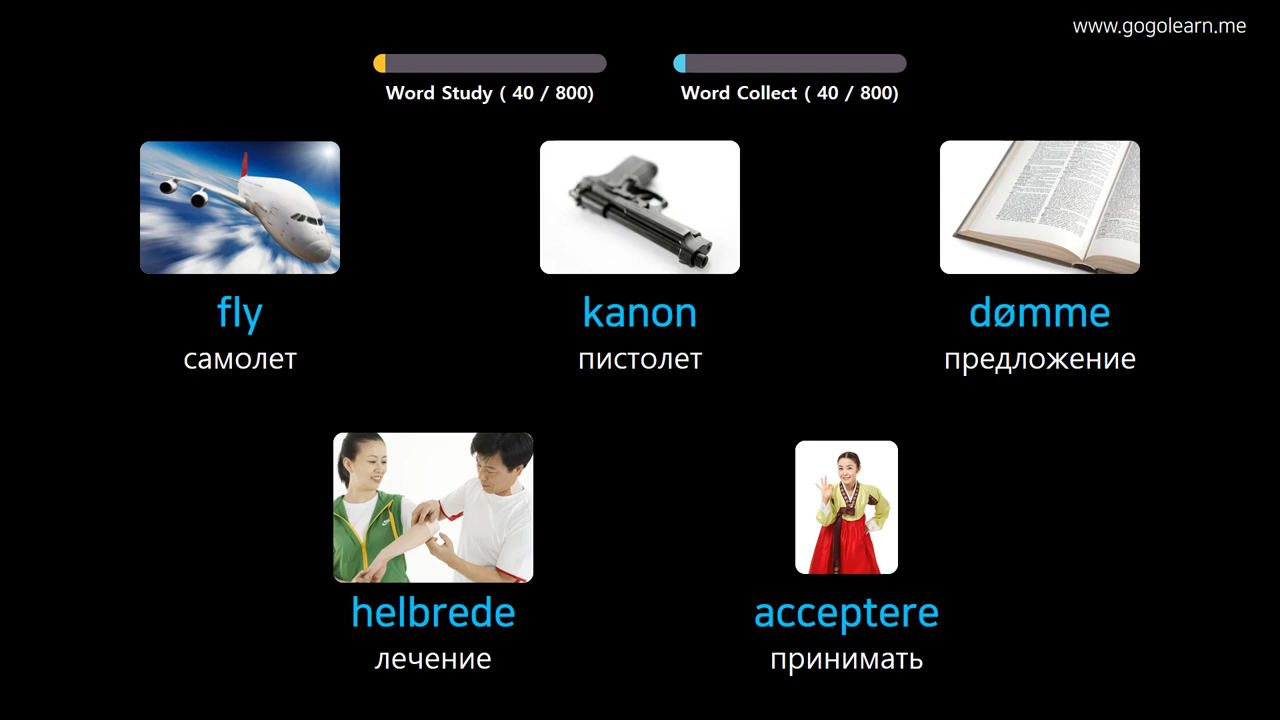 www.gogolearn.me
Word Study ( 40 / 800)
Word Collect ( 40 / 800)
fly
самолет
kanon
пистолет
dømme
предложение
helbrede
лечение
acceptere
принимать